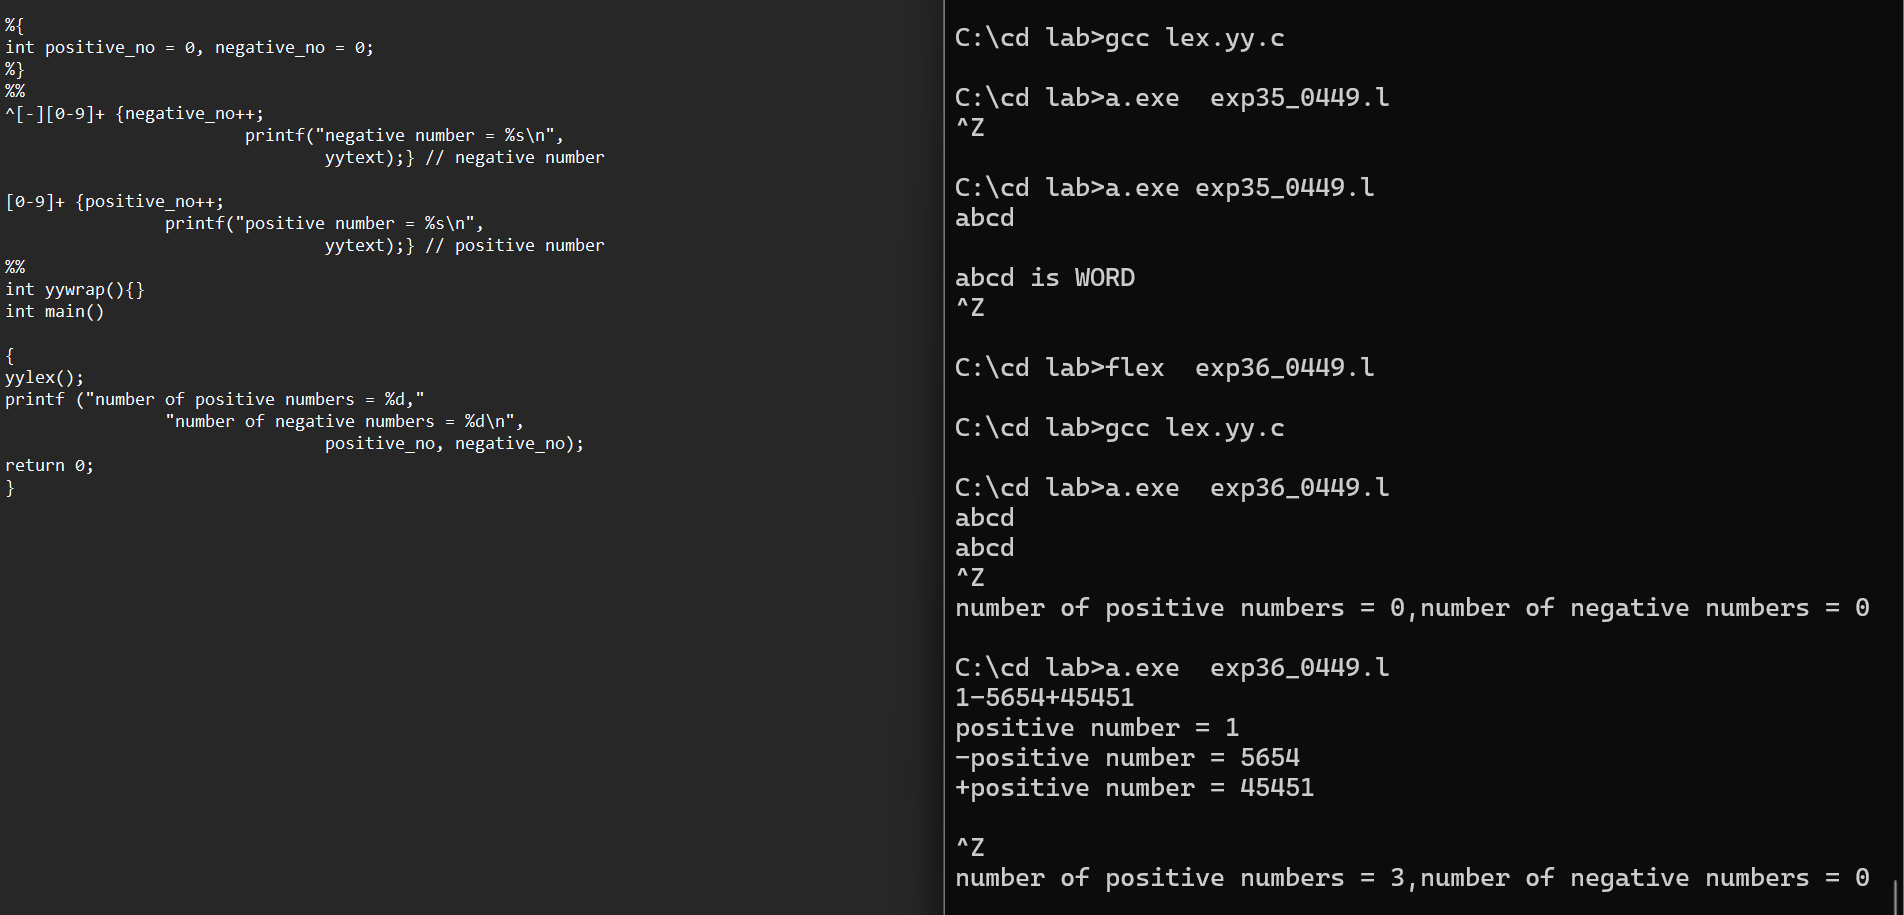 %{
int positive_no = 0, negative_no = 0;
%}
%%
^[-][0-9]+ {negative_no++;
printf("negative number = %s\n",
yytext);} // negative number
[0-9]+ {positive_no++;
printf("positive number = %s\n",
yytext);} // positive number
%%
int yywrap(){}
int main()
{
yylex();
printf ("number of positive numbers = %d,"
"number of negative numbers = %d\n",
positive_no, negative_no);
return 0;
}
C:\cd lab>gcc lex.yy.c
C:\cd lab>a.exe  exp35_0449.l
^Z
C:\cd lab>a.exe exp35_0449.l
abcd
abcd is WORD
^Z
C:\cd lab>flex  exp36_0449.l
C:\cd lab>gcc lex.yy.c
C:\cd lab>a.exe  exp36_0449.l
abcd
abcd
^Z
number of positive numbers = 0,number of negative numbers = 0
C:\cd lab>a.exe  exp36_0449.l
1-5654+45451
positive number = 1
-positive number = 5654
+positive number = 45451
^Z
number of positive numbers = 3,number of negative numbers = 0